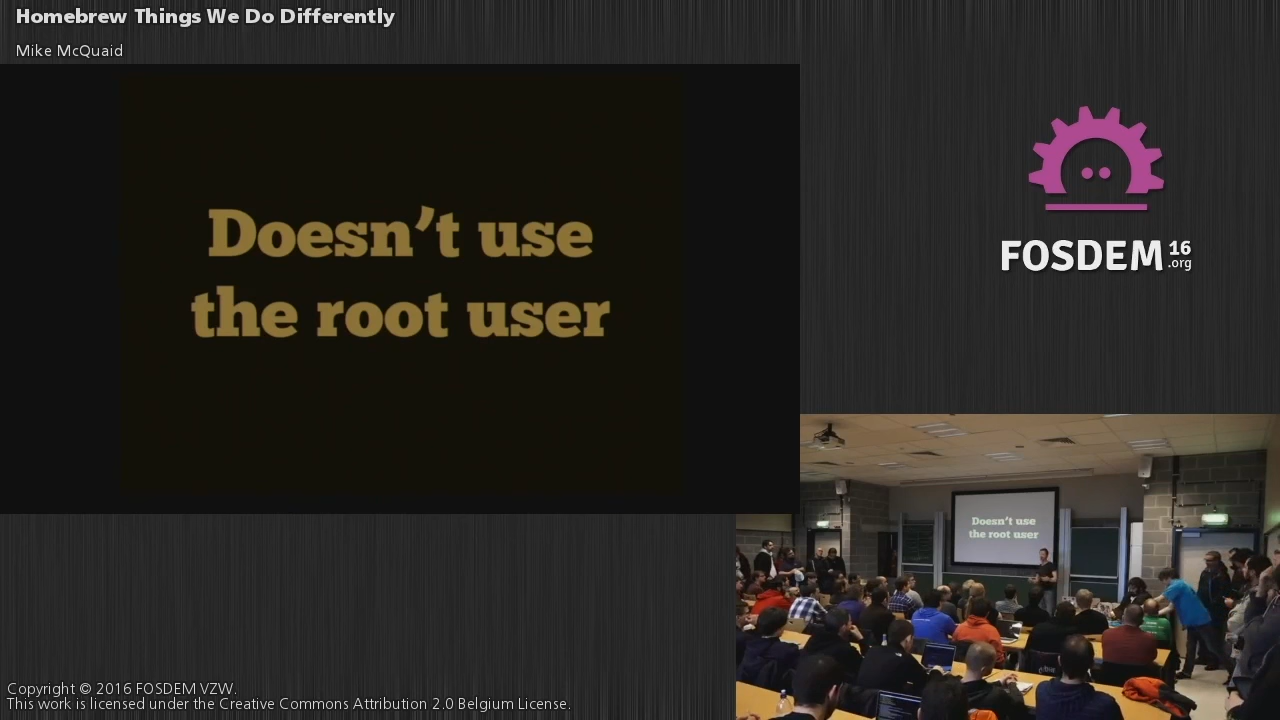 Homebrew Things We Do Differently
Mike McQuaid
Doesn't use
the root user
FOSDEM 16
.org
Doesn't use
the root user
Copyright © 2016 FOSDEM VZW.
This work is licensed under the Creative Commons Attribution 2.0 Belgium License.